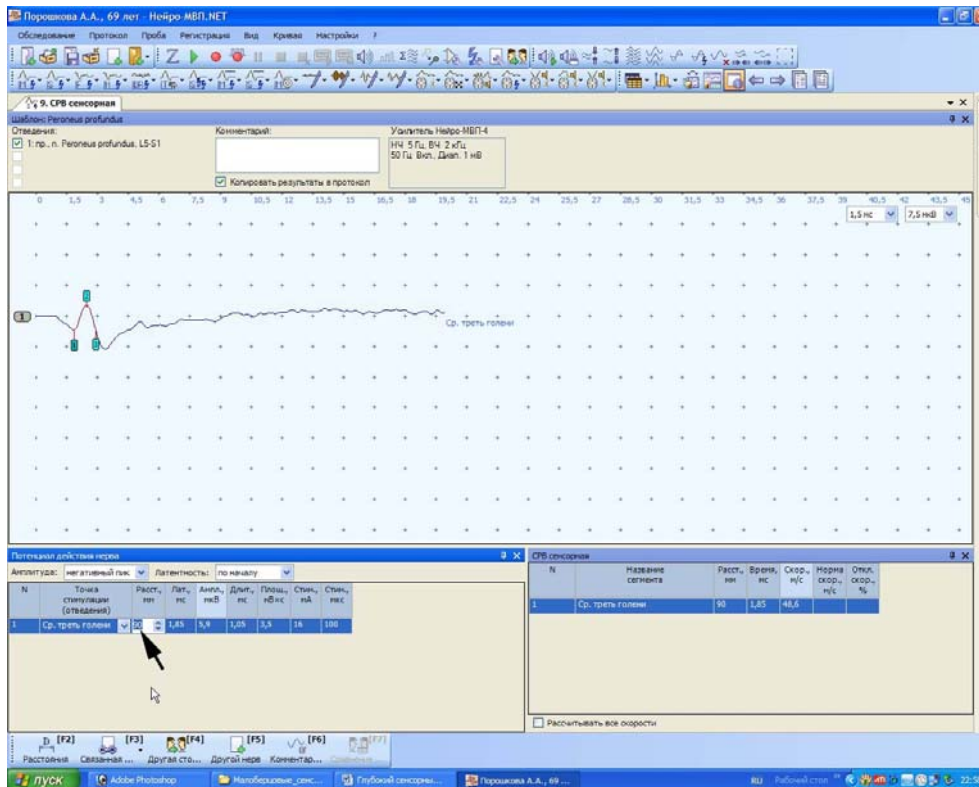 Порошкова А.А., 69 лет - Нейро-МВП.NET
Обследование Протокол Проба Регистрация Вид Кривая Настройки ?
9. СРВ сенсорная
Шаблон: Peroneus profundus
Отведения: Комментарий: Усилитель Нейро-МВП-4
1: пр., n. Peroneus profundus, L5-S1
НЧ 5 Гц, ВЧ 2 кГц
50 Гц Вкл., Диап. 1 мВ
Копировать результаты в протокол
0 1,5 3 4,5 6 7,5 9 10,5 12 13,5 15 16,5 18 19,5 21 22,5 24 25,5 27 28,5 30 31,5 33 34,5 36 37,5 39 40,5 42 43,5 45
1,5 мс 7,5 мкВ
1
Ср. треть голени
Потенциал действия нерва
Амплитуда: негативный пик Латентность: по началу
N Точка стимуляции (отведения) Расст., мм Лат., мс Ампл., мкВ Длит., мс Площ., нВ×с Стим., мА Стим., мкс
1 Ср. треть голени 90 1,85 5,9 1,05 3,5 16 100
СРВ сенсорная
N Название сегмента Расст., мм Время, мс Скор., м/с Норма скор., м/с Откл. скор., %
1 Ср. треть голени 90 1,85 48,6
Рассчитывать все скорости
[F2] [F3] [F4] [F5] [F6] [F7]
Расстояния Связанная ... Другая сто... Другой нерв Комментар...
пуск Adobe Photoshop Малоберцовые_сенс... Глубокий сенсорны... Порошкова А.А., 69 ... RU Рабочий стол